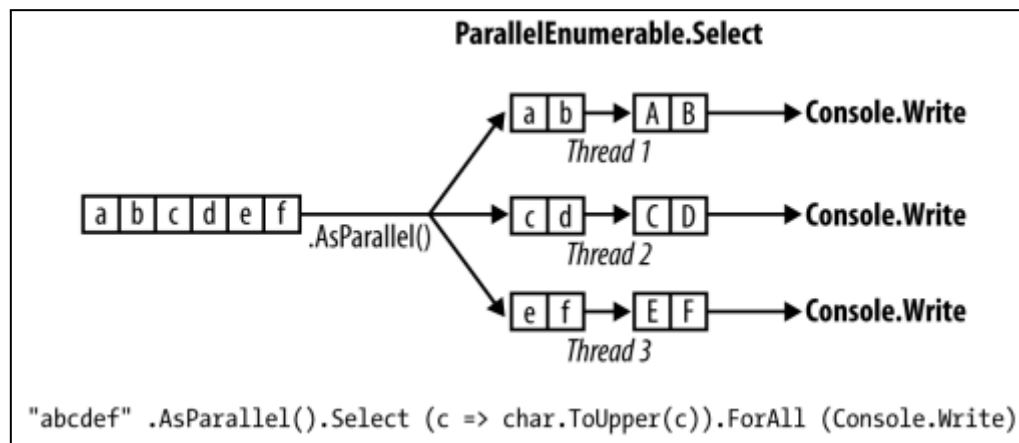 ParallelEnumerable.Select
a b A B Console.Write
Thread 1
a b c d e f .AsParallel() c d C D Console.Write
Thread 2
e f E F Console.Write
Thread 3
"abcdef" .AsParallel().Select (c => char.ToUpper(c)).ForAll (Console.Write)